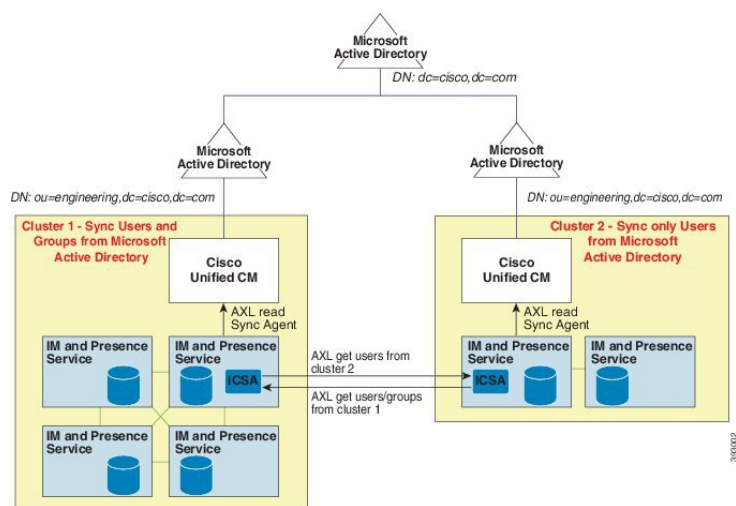 Microsoft
Active Directory
DN: dc=cisco,dc=com
Microsoft
Active Directory
DN: ou=engineering,dc=cisco,dc=com
Microsoft
Active Directory
DN: ou=engineering,dc=cisco,dc=com
Cluster 1 - Sync Users and
Groups from Microsoft
Active Directory
Cisco
Unified CM
AXL read
Sync Agent
IM and Presence
Service
IM and Presence
Service
ICSA
IM and Presence
Service
IM and Presence
Service
AXL get users from
cluster 2
AXL get users/groups
from cluster 1
Cluster 2 - Sync only Users
from Microsoft
Active Directory
Cisco
Unified CM
AXL read
Sync Agent
IM and Presence
Service
ICSA
IM and Presence
Service
393002